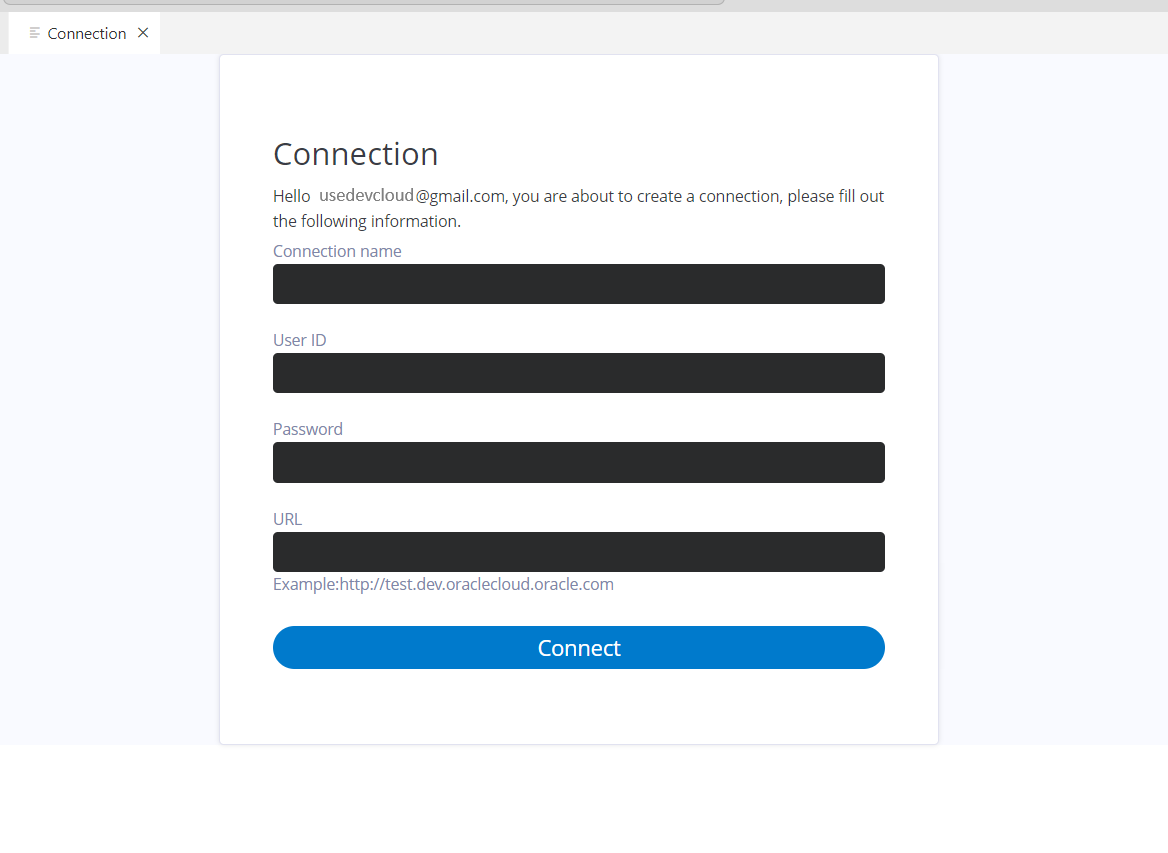 Connection
Connection
Hello usedevcloud@gmail.com, you are about to create a connection, please fill out
the following information.
Connection name
User ID
Password
URL
Example:http://test.dev.oraclecloud.oracle.com
Connect